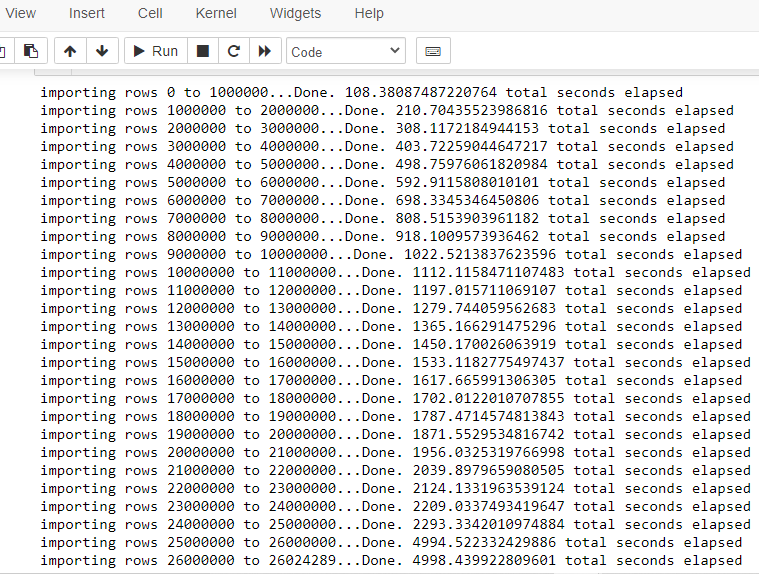 View Insert Cell Kernel Widgets Help
Run Code
importing rows 0 to 1000000...Done. 108.38087487220764 total seconds elapsed
importing rows 1000000 to 2000000...Done. 210.70435523986816 total seconds elapsed
importing rows 2000000 to 3000000...Done. 308.1172184944153 total seconds elapsed
importing rows 3000000 to 4000000...Done. 403.72259044647217 total seconds elapsed
importing rows 4000000 to 5000000...Done. 498.75976061820984 total seconds elapsed
importing rows 5000000 to 6000000...Done. 592.9115808010101 total seconds elapsed
importing rows 6000000 to 7000000...Done. 698.3345346450806 total seconds elapsed
importing rows 7000000 to 8000000...Done. 808.5153903961182 total seconds elapsed
importing rows 8000000 to 9000000...Done. 918.1009573936462 total seconds elapsed
importing rows 9000000 to 10000000...Done. 1022.5213837623596 total seconds elapsed
importing rows 10000000 to 11000000...Done. 1112.1158471107483 total seconds elapsed
importing rows 11000000 to 12000000...Done. 1197.015711069107 total seconds elapsed
importing rows 12000000 to 13000000...Done. 1279.744059562683 total seconds elapsed
importing rows 13000000 to 14000000...Done. 1365.166291475296 total seconds elapsed
importing rows 14000000 to 15000000...Done. 1450.170026063919 total seconds elapsed
importing rows 15000000 to 16000000...Done. 1533.1182775497437 total seconds elapsed
importing rows 16000000 to 17000000...Done. 1617.665991306305 total seconds elapsed
importing rows 17000000 to 18000000...Done. 1702.0122010707855 total seconds elapsed
importing rows 18000000 to 19000000...Done. 1787.4714574813843 total seconds elapsed
importing rows 19000000 to 20000000...Done. 1871.5529534816742 total seconds elapsed
importing rows 20000000 to 21000000...Done. 1956.0325319766998 total seconds elapsed
importing rows 21000000 to 22000000...Done. 2039.8979659080505 total seconds elapsed
importing rows 22000000 to 23000000...Done. 2124.1331963539124 total seconds elapsed
importing rows 23000000 to 24000000...Done. 2209.0337493419647 total seconds elapsed
importing rows 24000000 to 25000000...Done. 2293.3342010974884 total seconds elapsed
importing rows 25000000 to 26000000...Done. 4994.522332429886 total seconds elapsed
importing rows 26000000 to 26024289...Done. 4998.439922809601 total seconds elapsed